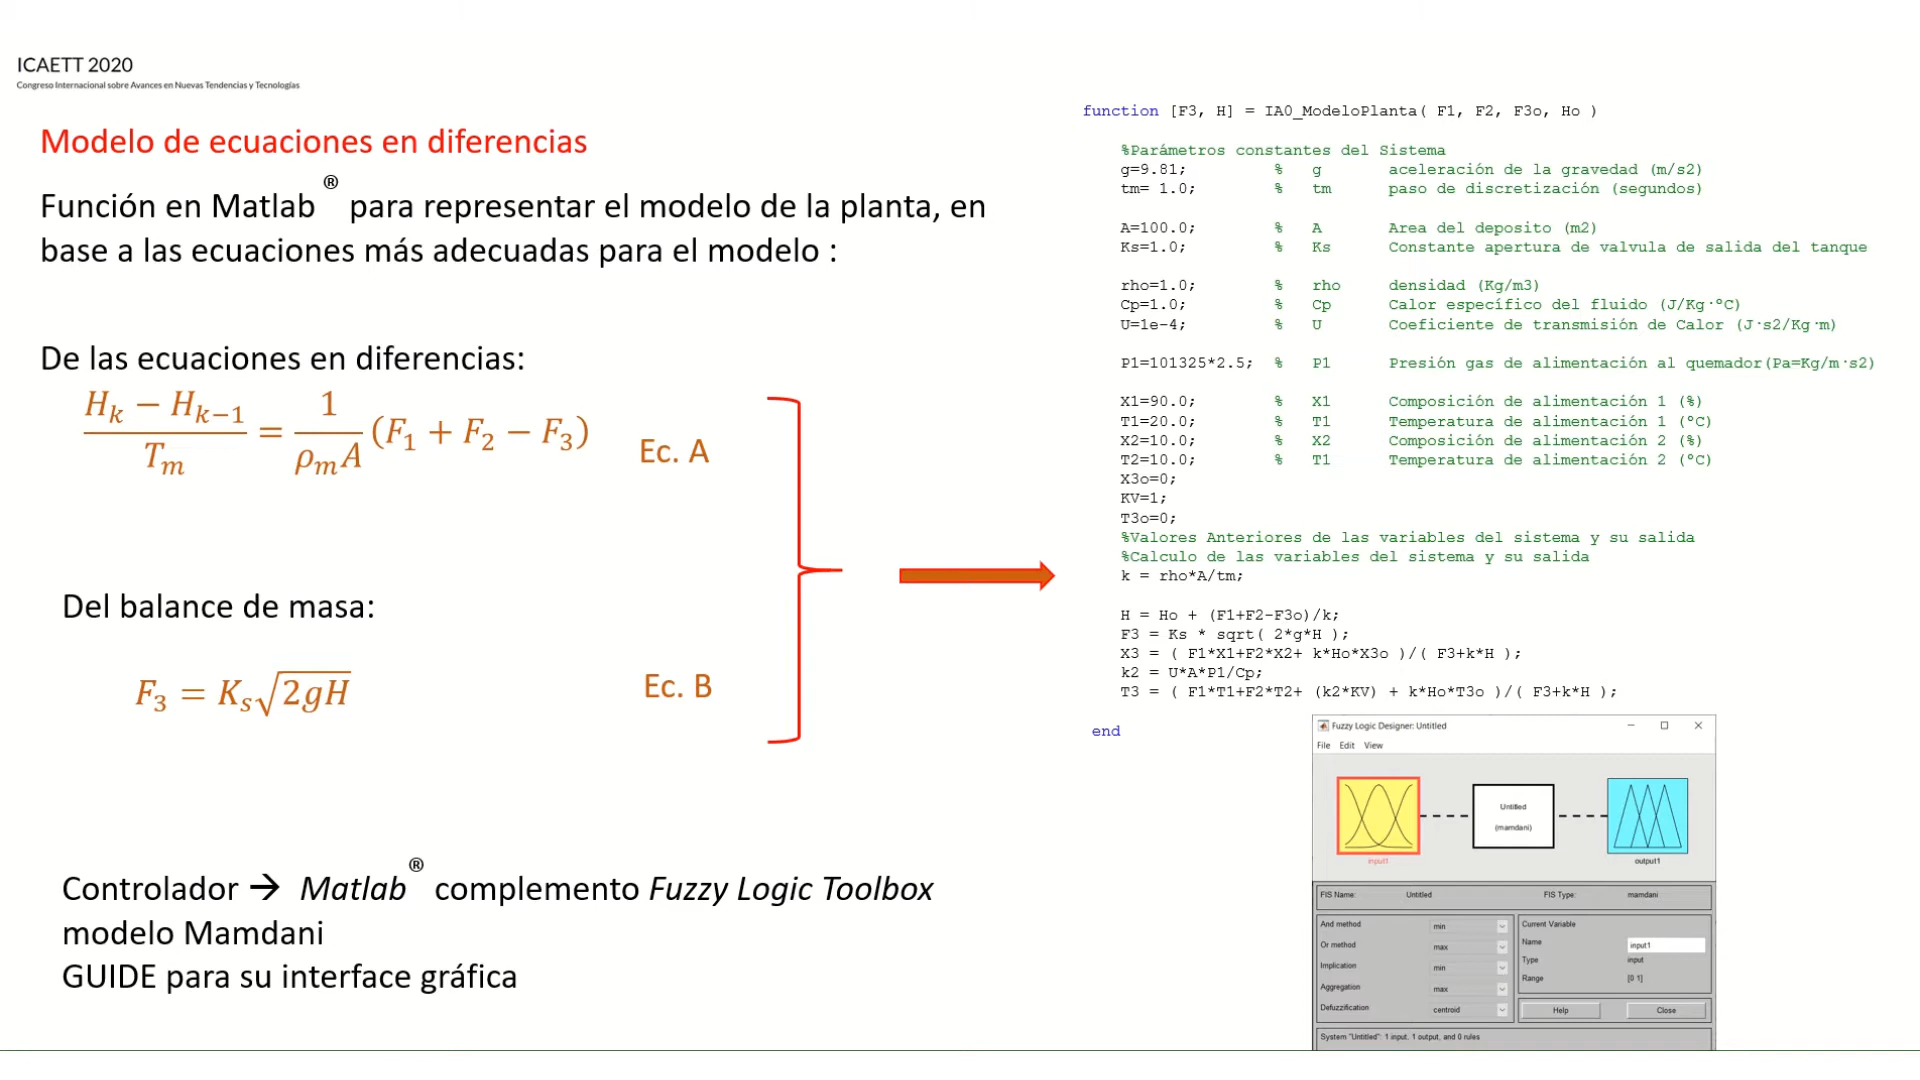 ICAETT 2020
Congreso Internacional sobre Avances en Nuevas Tendencias y Tecnologías
Modelo de ecuaciones en diferencias
Función en Matlab ® para representar el modelo de la planta, en
base a las ecuaciones más adecuadas para el modelo :
De las ecuaciones en diferencias:
\frac{H_k - H_{k-1}}{T_m} = \frac{1}{\rho_m A} (F_1 + F_2 - F_3)
Ec. A
Del balance de masa:
F_3 = K_s \sqrt{2gH}
Ec. B
Controlador → Matlab ® complemento Fuzzy Logic Toolbox
modelo Mamdani
GUIDE para su interface gráfica
function [F3, H] = IA0_ModeloPlanta( F1, F2, F3o, Ho )
%Parámetros constantes del Sistema
g=9.81; % g aceleración de la gravedad (m/s2)
tm= 1.0; % tm paso de discretización (segundos)
A=100.0; % A Area del deposito (m2)
Ks=1.0; % Ks Constante apertura de valvula de salida del tanque
rho=1.0; % rho densidad (Kg/m3)
Cp=1.0; % Cp Calor específico del fluido (J/Kg·ºC)
U=1e-4; % U Coeficiente de transmisión de Calor (J·s2/Kg·m)
P1=101325*2.5; % P1 Presión gas de alimentación al quemador(Pa=Kg/m·s2)
X1=90.0; % X1 Composición de alimentación 1 (%)
T1=20.0; % T1 Temperatura de alimentación 1 (ºC)
X2=10.0; % X2 Composición de alimentación 2 (%)
T2=10.0; % T1 Temperatura de alimentación 2 (ºC)
X3o=0;
KV=1;
T3o=0;
%Valores Anteriores de las variables del sistema y su salida
%Calculo de las variables del sistema y su salida
k = rho*A/tm;
H = Ho + (F1+F2-F3o)/k;
F3 = Ks * sqrt( 2*g*H );
X3 = ( F1*X1+F2*X2+ k*Ho*X3o )/( F3+k*H );
k2 = U*A*P1/Cp;
T3 = ( F1*T1+F2*T2+ (k2*KV) + k*Ho*T3o )/( F3+k*H );
end
Fuzzy Logic Designer: Untitled
File Edit View
Untitled
(mamdani)
input1
output1
FIS Name: Untitled FIS Type: mamdani
And method min
Or method max
Implication min
Aggregation max
Defuzzification centroid
Current Variable
Name input1
Type input
Range [0 1]
Help Close
System "Untitled": 1 input, 1 output, and 0 rules